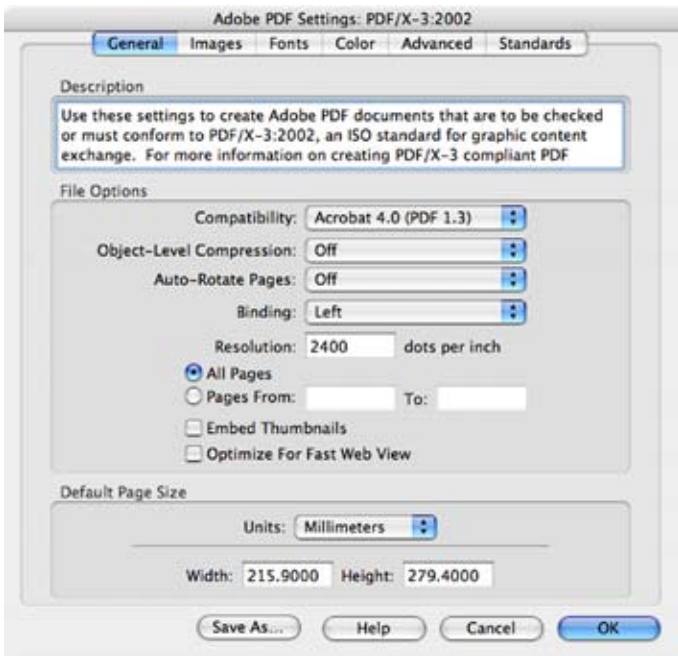 Adobe PDF Settings: PDF/X-3:2002
General Images Fonts Color Advanced Standards
Description
Use these settings to create Adobe PDF documents that are to be checked
or must conform to PDF/X-3:2002, an ISO standard for graphic content
exchange. For more information on creating PDF/X-3 compliant PDF
File Options
Compatibility: Acrobat 4.0 (PDF 1.3)
Object-Level Compression: Off
Auto-Rotate Pages: Off
Binding: Left
Resolution: 2400 dots per inch
All Pages
Pages From: To:
Embed Thumbnails
Optimize For Fast Web View
Default Page Size
Units: Millimeters
Width: 215.9000 Height: 279.4000
Save As... Help Cancel OK